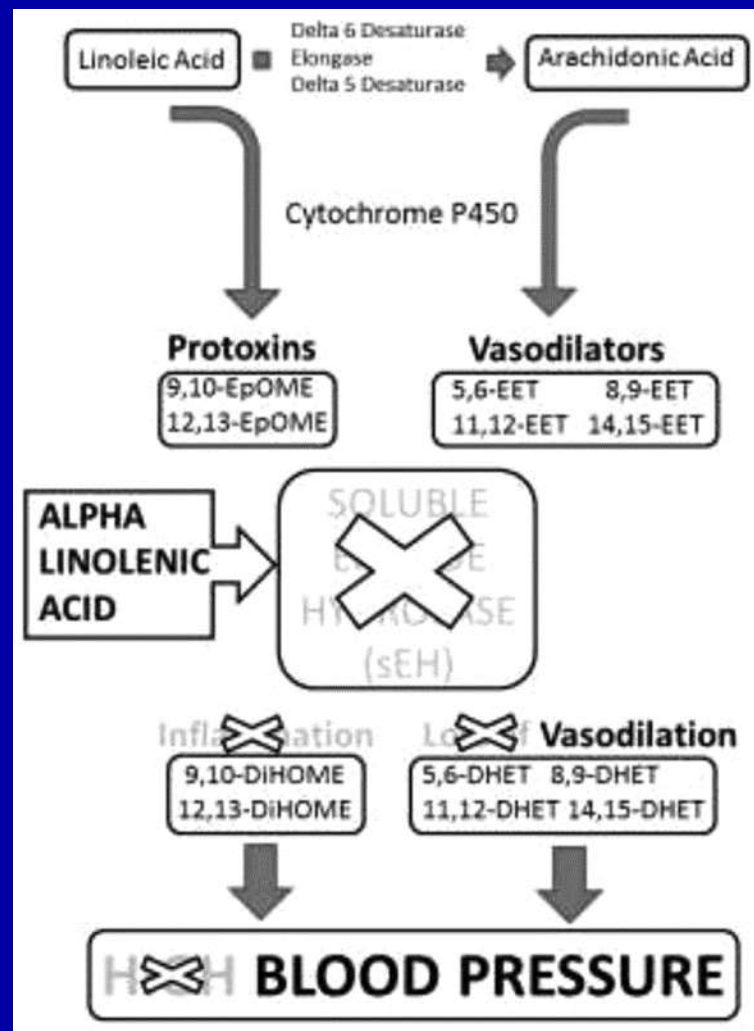 Linoleic Acid
Delta 6 Desaturase
Elongase
Delta 5 Desaturase
Arachidonic Acid
Cytochrome P450
Protoxins
9,10-EpOME
12,13-EpOME
Vasodilators
5,6-EET 8,9-EET
11,12-EET 14,15-EET
ALPHA
LINOLENIC
ACID
SOLUBLE
(sEH)
9,10-DiHOME
12,13-DiHOME
Vasodilation
5,6-DHET 8,9-DHET
11,12-DHET 14,15-DHET
BLOOD PRESSURE